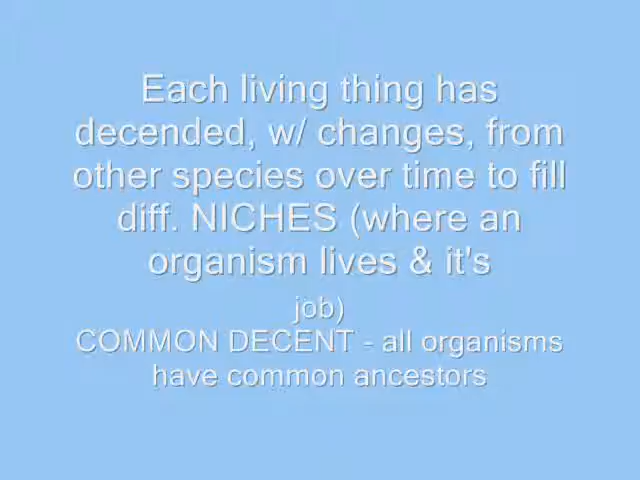 Each living thing has
decended, w/ changes, from
other species over time to fill
diff. NICHES (where an
organism lives & it's
job)
COMMON DECENT - all organisms
have common ancestors